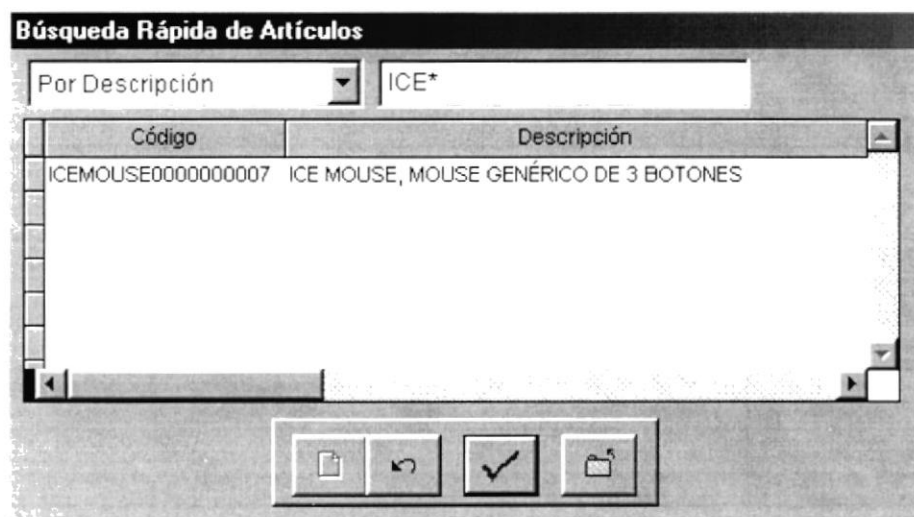 Búsqueda Rápida de Artículos
Por Descripción ICE*
Código Descripción
ICEMOUSE0000000007 ICE MOUSE, MOUSE GENÉRICO DE 3 BOTONES